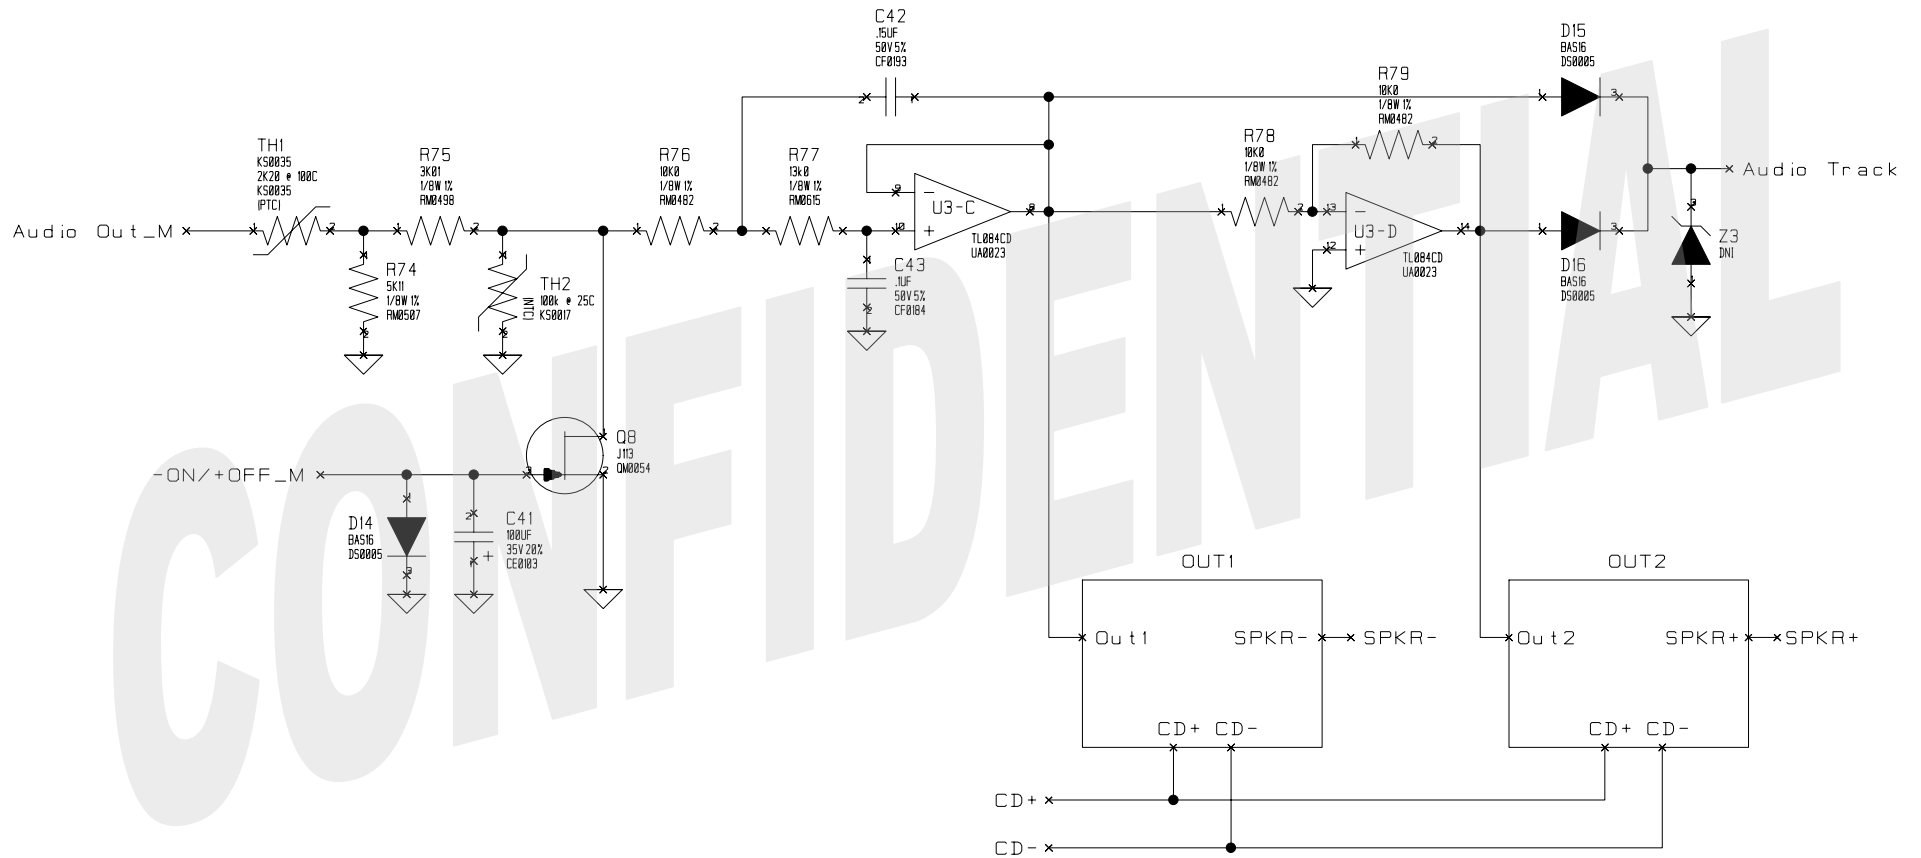 C42
.15UF
50V 5%
CF0193
D15
BAS16
DS0005
R79
10K0
1/8W 1%
RM0482
TH1
KS0035
2K20 @ 100C
KS0035
(PTC)
R75
3K01
1/8W 1%
RM0498
R76
10K0
1/8W 1%
RM0482
R77
13k0
1/8W 1%
RM0615
R78
10K0
1/8W 1%
RM0482
Audio Out_M
Audio Track
U3-C
TL084CD
UA0023
U3-D
TL084CD
UA0023
R74
5K11
1/8W 1%
RM0507
TH2
100k @ 25C
KS0017
(NTC)
C43
.1UF
50V 5%
CF0184
D16
BAS16
DS0005
Z3
DNI
-ON/+OFF_M
Q8
J113
QM0054
D14
BAS16
DS0005
C41
100UF
35V 20%
CE0103
+
OUT1
OUT2
Out1
SPKR-
SPKR-
Out2
SPKR+
SPKR+
CD+ CD-
CD+ CD-
CD+
CD-
CONFIDENTIAL